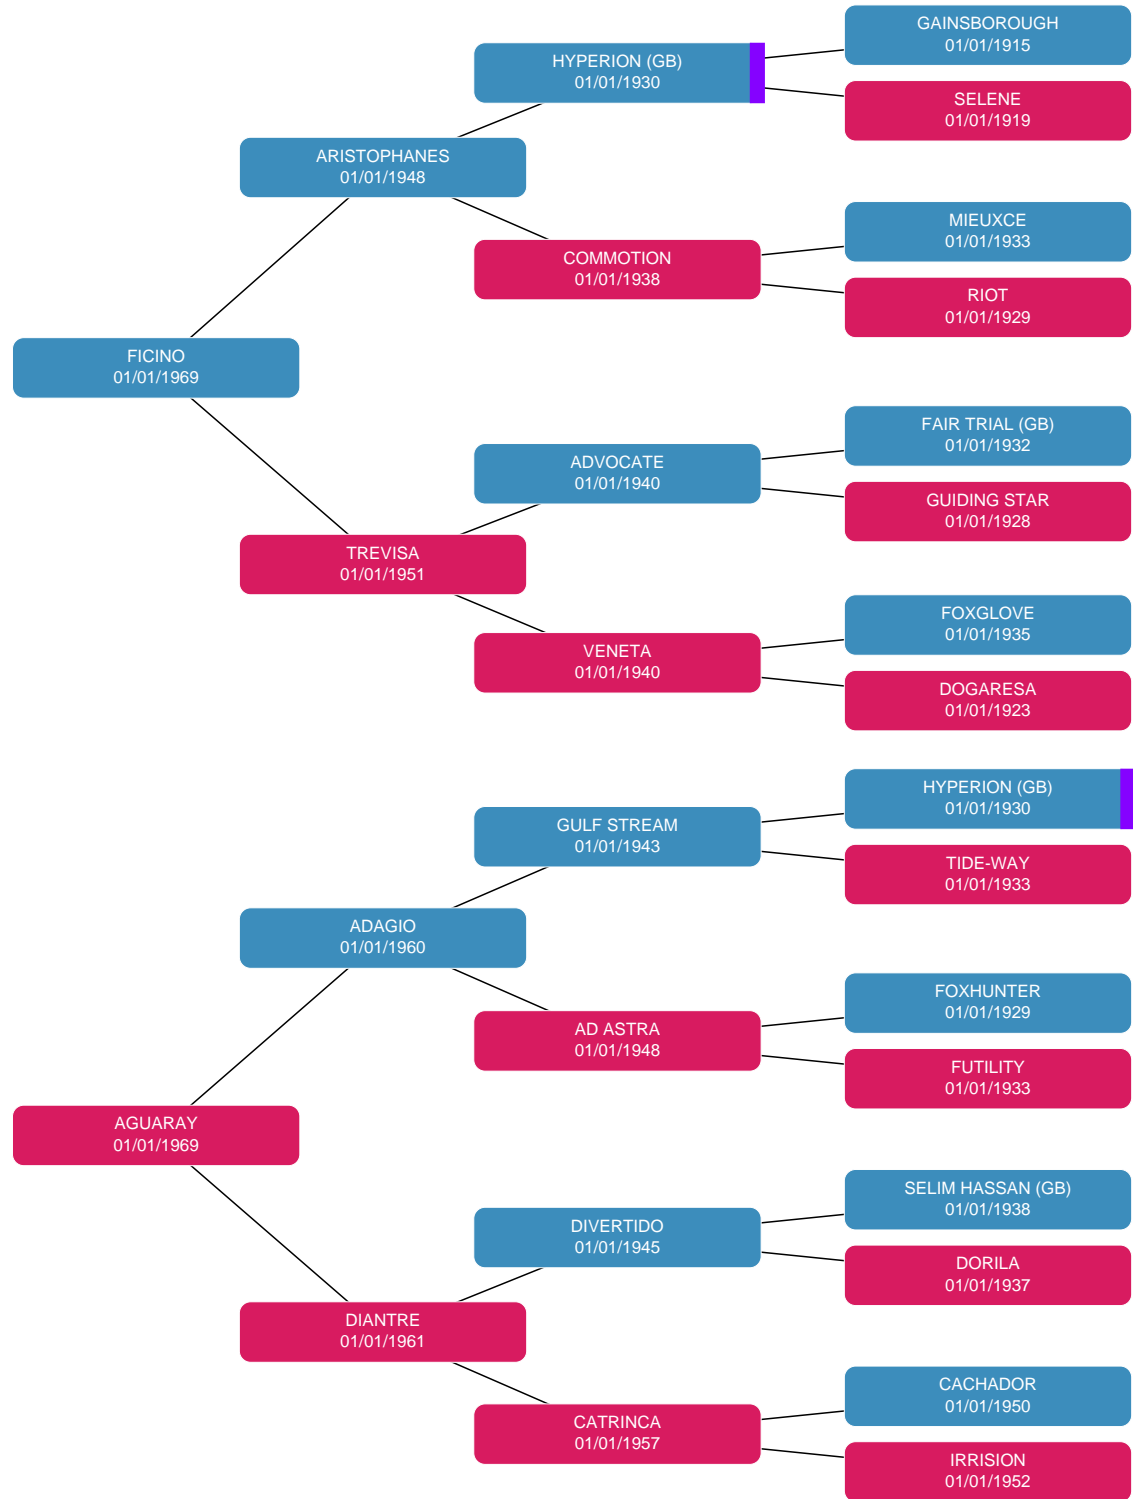 GAINSBOROUGH
01/01/1915
HYPERION (GB)
01/01/1930
SELENE
01/01/1919
ARISTOPHANES
01/01/1948
MIEUXCE
01/01/1933
COMMOTION
01/01/1938
RIOT
01/01/1929
FICINO
01/01/1969
FAIR TRIAL (GB)
01/01/1932
ADVOCATE
01/01/1940
GUIDING STAR
01/01/1928
TREVISA
01/01/1951
FOXGLOVE
01/01/1935
VENETA
01/01/1940
DOGARESA
01/01/1923
HYPERION (GB)
01/01/1930
GULF STREAM
01/01/1943
TIDE-WAY
01/01/1933
ADAGIO
01/01/1960
FOXHUNTER
01/01/1929
AD ASTRA
01/01/1948
FUTILITY
01/01/1933
AGUARAY
01/01/1969
SELIM HASSAN (GB)
01/01/1938
DIVERTIDO
01/01/1945
DORILA
01/01/1937
DIANTRE
01/01/1961
CACHADOR
01/01/1950
CATRINCA
01/01/1957
IRRISION
01/01/1952